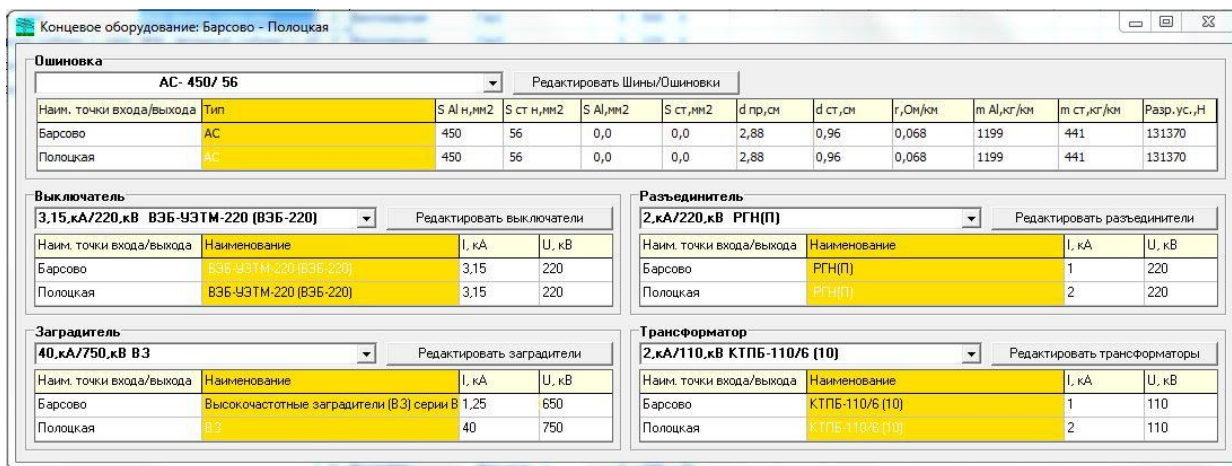 Концевое оборудование: Барсово - Полоцкая
Ошиновка
АС- 450/ 56
Редактировать Шины/Ошиновки
Наим. точки входа/выхода Тип S Al н,мм2 S ст н,мм2 S Al,мм2 S ст,мм2 d пр,см d ст,см r,Ом/км m Al,кг/км m ст,кг/км Разр.ус.,Н
Барсово АС 450 56 0,0 0,0 2,88 0,96 0,068 1199 441 131370
Полоцкая АС 450 56 0,0 0,0 2,88 0,96 0,068 1199 441 131370
Выключатель
3,15,кА/220,кВ ВЭБ-УЭТМ-220 (ВЭБ-220)
Редактировать выключатели
Наим. точки входа/выхода Наименование I, кА U, кВ
Барсово ВЭБ-УЭТМ-220 (ВЭБ-220) 3,15 220
Полоцкая ВЭБ-УЭТМ-220 (ВЭБ-220) 3,15 220
Разъединитель
2,кА/220,кВ РГН(П)
Редактировать разъединители
Наим. точки входа/выхода Наименование I, кА U, кВ
Барсово РГН(П) 1 220
Полоцкая РГН(П) 2 220
Заградитель
40,кА/750,кВ ВЗ
Редактировать заградители
Наим. точки входа/выхода Наименование I, кА U, кВ
Барсово Высокочастотные заградители (ВЗ) серии В 1,25 650
Полоцкая ВЗ 40 750
Трансформатор
2,кА/110,кВ КТПБ-110/6 (10)
Редактировать трансформаторы
Наим. точки входа/выхода Наименование I, кА U, кВ
Барсово КТПБ-110/6 (10) 1 110
Полоцкая КТПБ-110/6 (10) 2 110